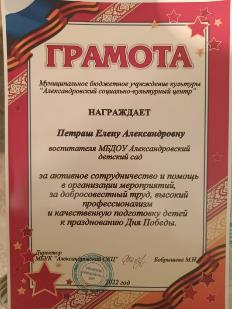 ГРАМОТА
Муниципальное бюджетное учреждение культуры
"Александровский социально-культурный центр"
НАГРАЖДАЕТ
Петраш Елену Александровну
воспитателя МБДОУ Александровский
детский сад
за активное сотрудничество и помощь
в организации мероприятий,
за добросовестный труд, высокий
профессионализм
и качественную подготовку детей
к празднованию Дня Победы.
Директор
МБУК "Александровский СКЦ" Бобрышева М.Н.
2022 год